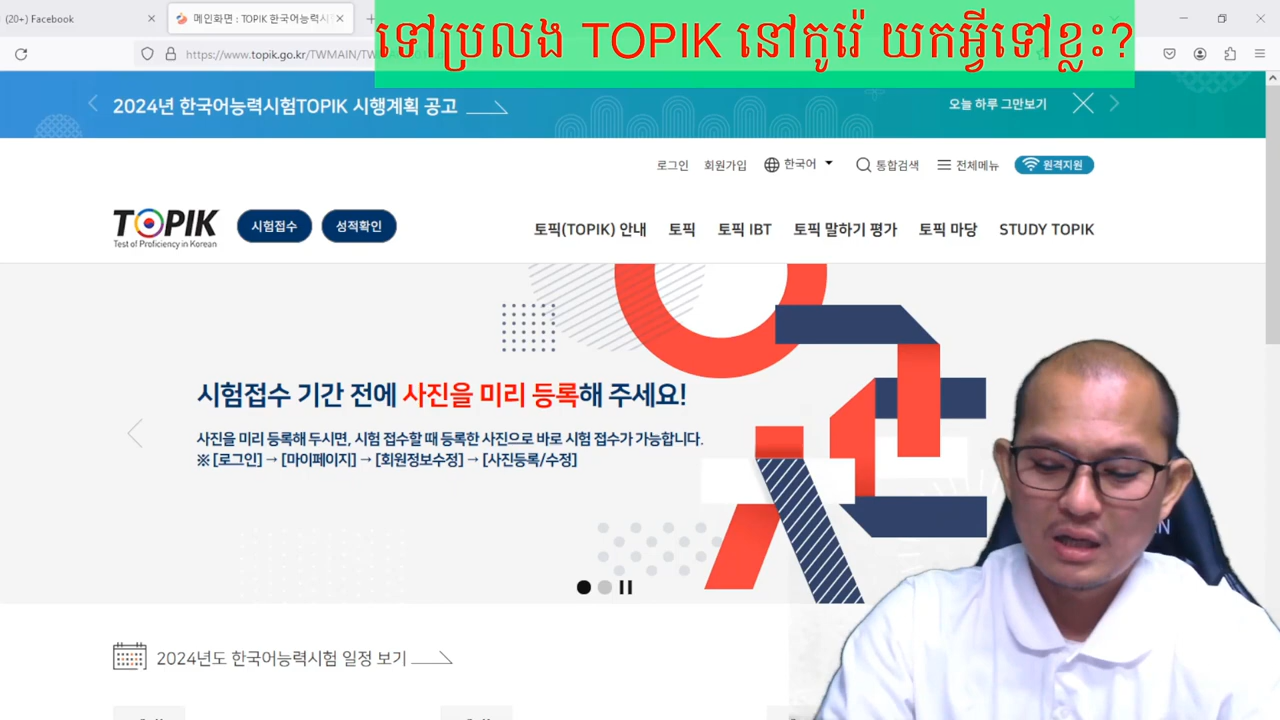 (20+) Facebook
메인화면 : TOPIK 한국어능력시
ទៅប្រលង TOPIK នៅកូរ៉េ យកអ្វីទៅខ្លះ?
https://www.topik.go.kr/TWMAIN/TW
2024년 한국어능력시험TOPIK 시행계획 공고
오늘 하루 그만보기
로그인 회원가입 한국어 통합검색 전체메뉴 원격지원
TOPIK
Test of Proficiency in Korean
시험접수 성적확인
토픽(TOPIK) 안내 토픽 토픽 IBT 토픽 말하기 평가 토픽 마당 STUDY TOPIK
시험접수 기간 전에 사진을 미리 등록해 주세요!
사진을 미리 등록해 두시면, 시험 접수할 때 등록한 사진으로 바로 시험 접수가 가능합니다.
※ [로그인] → [마이페이지] → [회원정보수정] → [사진등록/수정]
2024년도 한국어능력시험 일정 보기